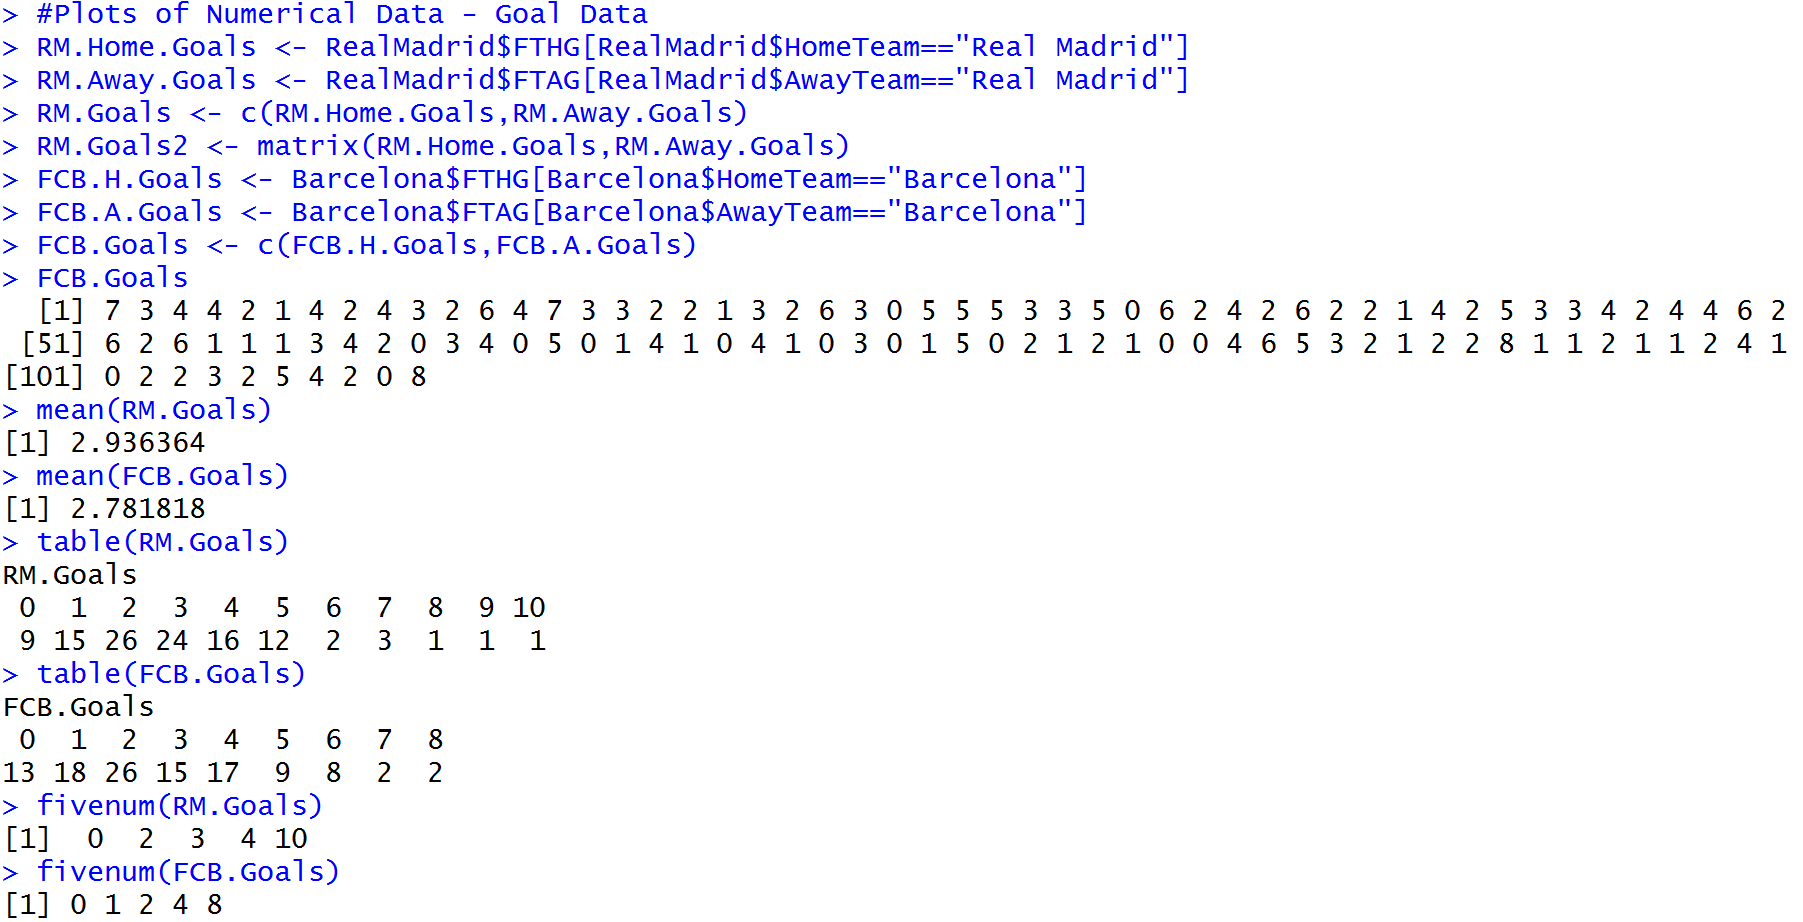 > #Plots of Numerical Data - Goal Data
> RM.Home.Goals <- RealMadrid$FTHG[RealMadrid$HomeTeam=="Real Madrid"]
> RM.Away.Goals <- RealMadrid$FTAG[RealMadrid$AwayTeam=="Real Madrid"]
> RM.Goals <- c(RM.Home.Goals,RM.Away.Goals)
> RM.Goals2 <- matrix(RM.Home.Goals,RM.Away.Goals)
> FCB.H.Goals <- Barcelona$FTHG[Barcelona$HomeTeam=="Barcelona"]
> FCB.A.Goals <- Barcelona$FTAG[Barcelona$AwayTeam=="Barcelona"]
> FCB.Goals <- c(FCB.H.Goals,FCB.A.Goals)
> FCB.Goals
  [1] 7 3 4 4 2 1 4 2 4 3 2 6 4 7 3 3 2 2 1 3 2 6 3 0 5 5 5 3 3 5 0 6 2 4 2 6 2 2 1 4 2 5 3 3 4 2 4 4 6 2
 [51] 6 2 6 1 1 1 3 4 2 0 3 4 0 5 0 1 4 1 0 4 1 0 3 0 1 5 0 2 1 2 1 0 0 4 6 5 3 2 1 2 2 8 1 1 2 1 1 2 4 1
[101] 0 2 2 3 2 5 4 2 0 8
> mean(RM.Goals)
[1] 2.936364
> mean(FCB.Goals)
[1] 2.781818
> table(RM.Goals)
RM.Goals
 0  1  2  3  4  5  6  7  8  9 10
 9 15 26 24 16 12  2  3  1  1  1
> table(FCB.Goals)
FCB.Goals
 0  1  2  3  4  5  6  7  8
13 18 26 15 17  9  8  2  2
> fivenum(RM.Goals)
[1]  0  2  3  4 10
> fivenum(FCB.Goals)
[1] 0 1 2 4 8